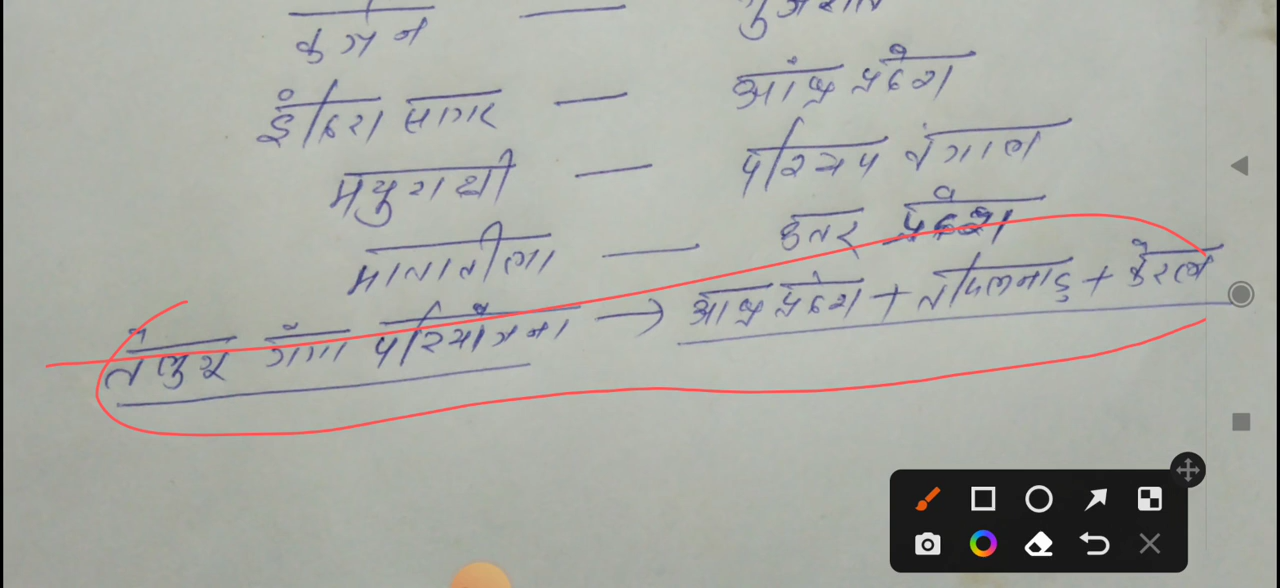 गुजरात
इंदिरा सागर — आंध्र प्रदेश
मयुराक्षी — पश्चिम बंगाल
माताटीला — उत्तर प्रदेश
तेलुगु गंगा परियोजना → आंध्र प्रदेश + तमिलनाडु + केरल